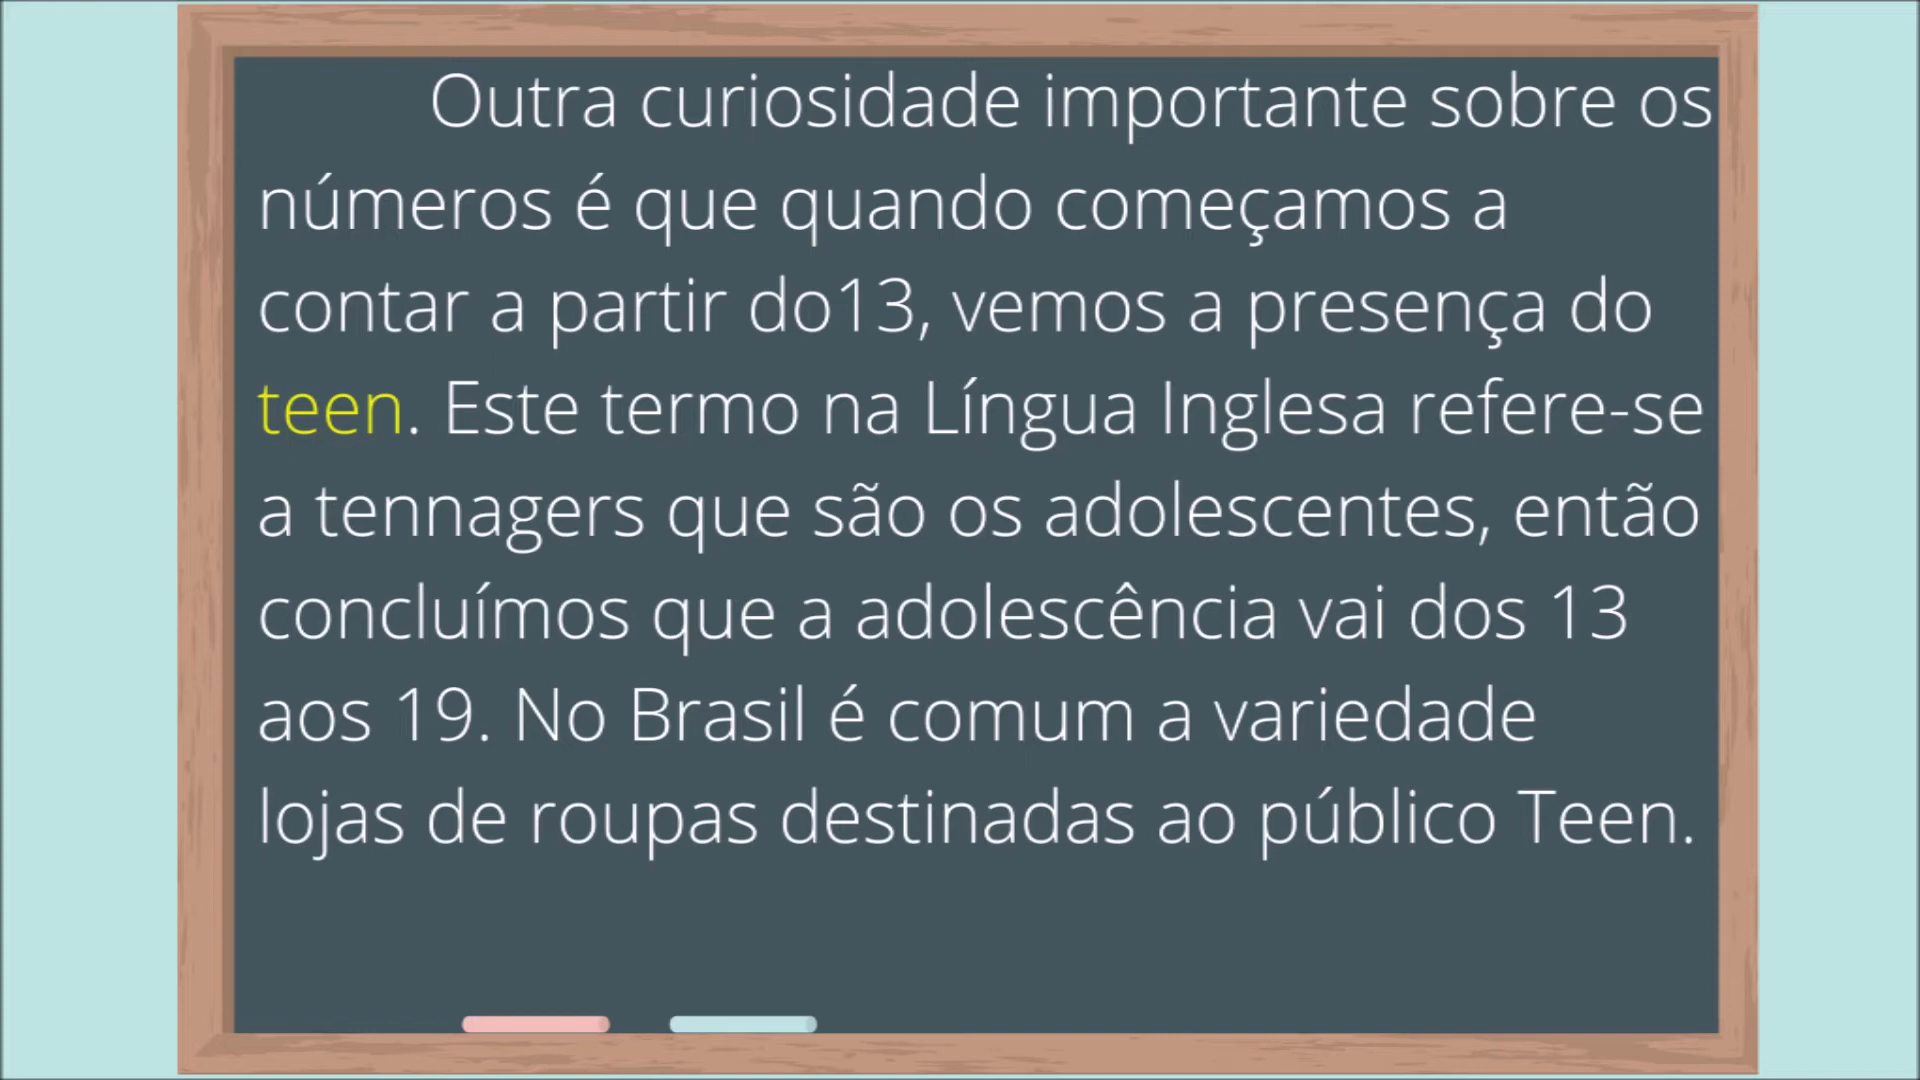 Outra curiosidade importante sobre os
números é que quando começamos a
contar a partir do13, vemos a presença do
teen. Este termo na Língua Inglesa refere-se
a tennagers que são os adolescentes, então
concluímos que a adolescência vai dos 13
aos 19. No Brasil é comum a variedade
lojas de roupas destinadas ao público Teen.